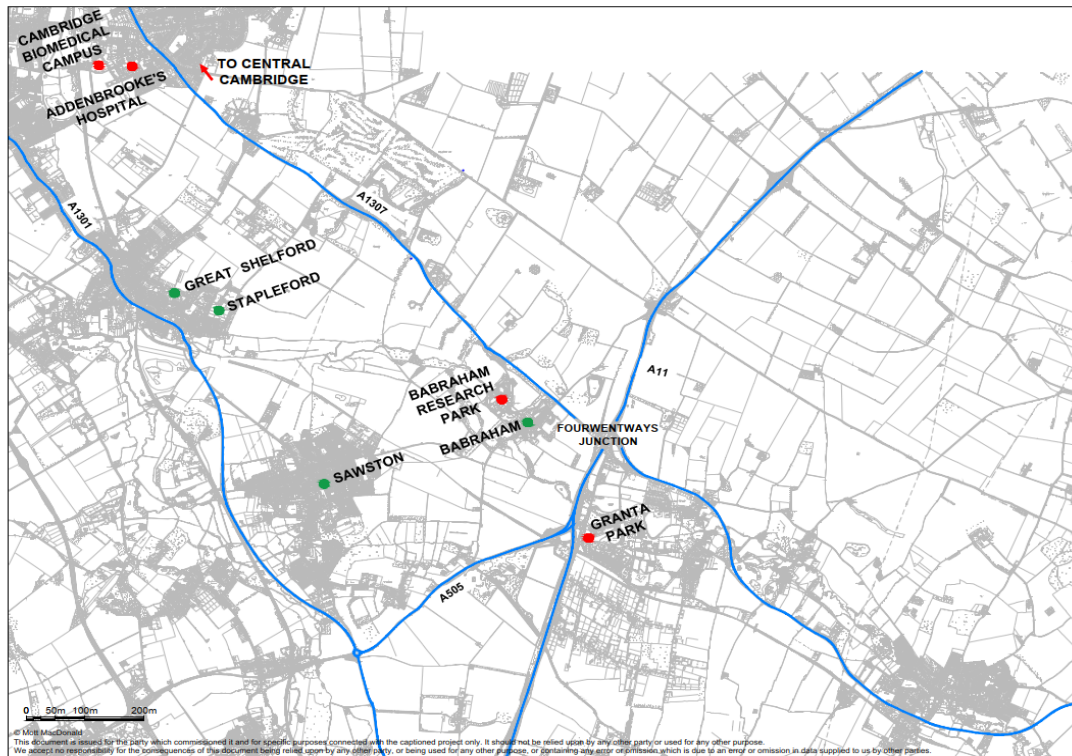 CAMBRIDGE
BIOMEDICAL
CAMPUS
ADDENBROOKE'S
HOSPITAL
TO CENTRAL
CAMBRIDGE
A1301
A1307
GREAT SHELFORD
STAPLEFORD
A11
BABRAHAM
RESEARCH
PARK
BABRAHAM
FOURWENTWAYS
JUNCTION
SAWSTON
GRANTA
PARK
A505
0 50m 100m 200m
© Mott MacDonald
This document is issued for the party which commissioned it and for specific purposes connected with the captioned project only. It should not be relied upon by any other party or used for any other purpose.
We accept no responsibility for the consequences of this document being relied upon by any other party, or being used for any other purpose, or containing any error or omission which is due to an error or omission in data supplied to us by other parties.